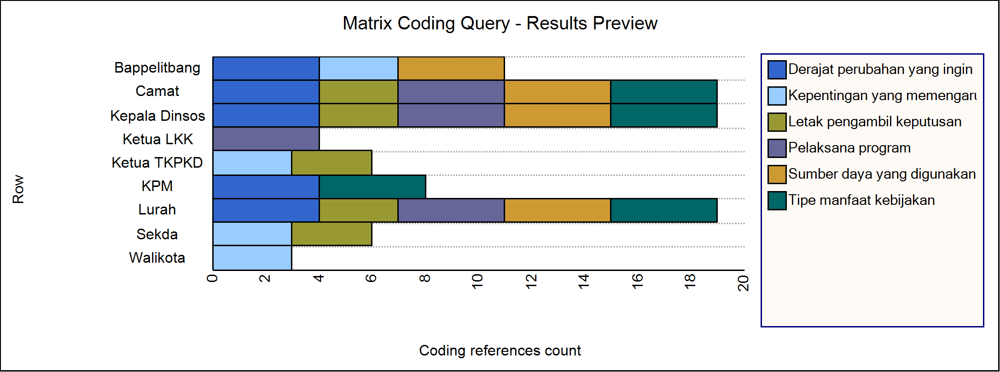 Matrix Coding Query - Results Preview
Bappelitbang
Camat
Kepala Dinsos
Ketua LKK
Ketua TKPKD
KPM
Lurah
Sekda
Walikota
Row
0 2 4 6 8 10 12 14 16 18 20
Coding references count
Derajat perubahan yang ingin
Kepentingan yang memengaru
Letak pengambil keputusan
Pelaksana program
Sumber daya yang digunakan
Tipe manfaat kebijakan